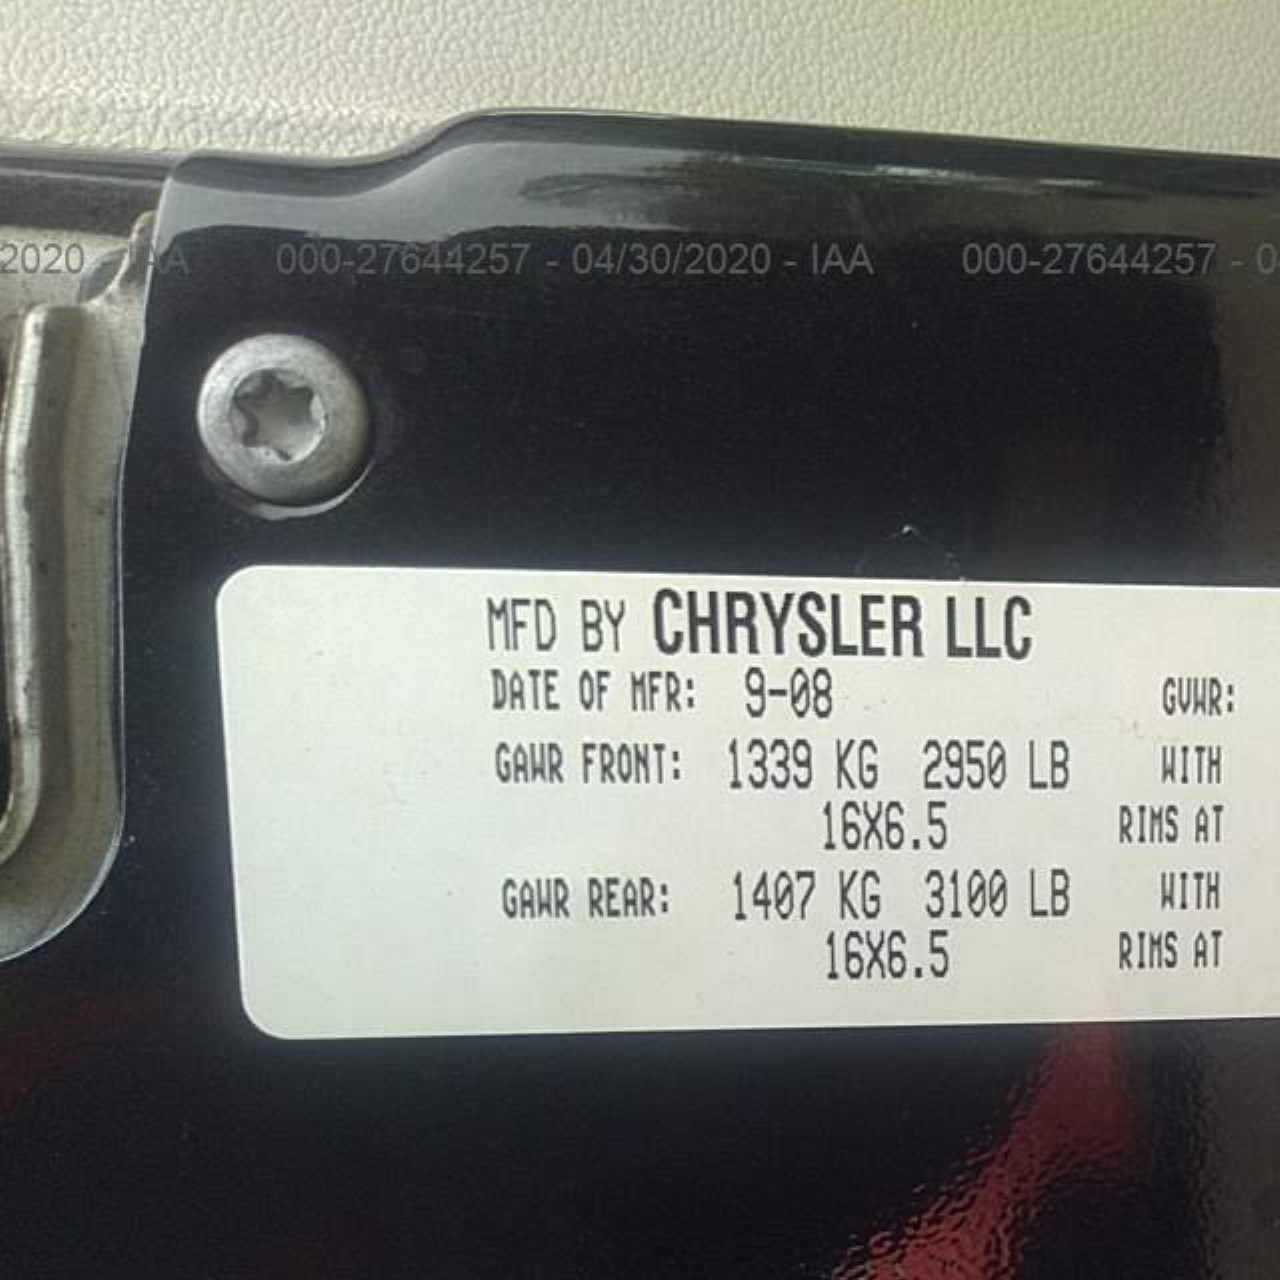 2020 - IAA 000-27644257 - 04/30/2020 - IAA 000-27644257 - 0
MFD BY CHRYSLER LLC
DATE OF MFR: 9-08 GVWR:
GAWR FRONT: 1339 KG 2950 LB WITH
16X6.5 RIMS AT
GAWR REAR: 1407 KG 3100 LB WITH
16X6.5 RIMS AT